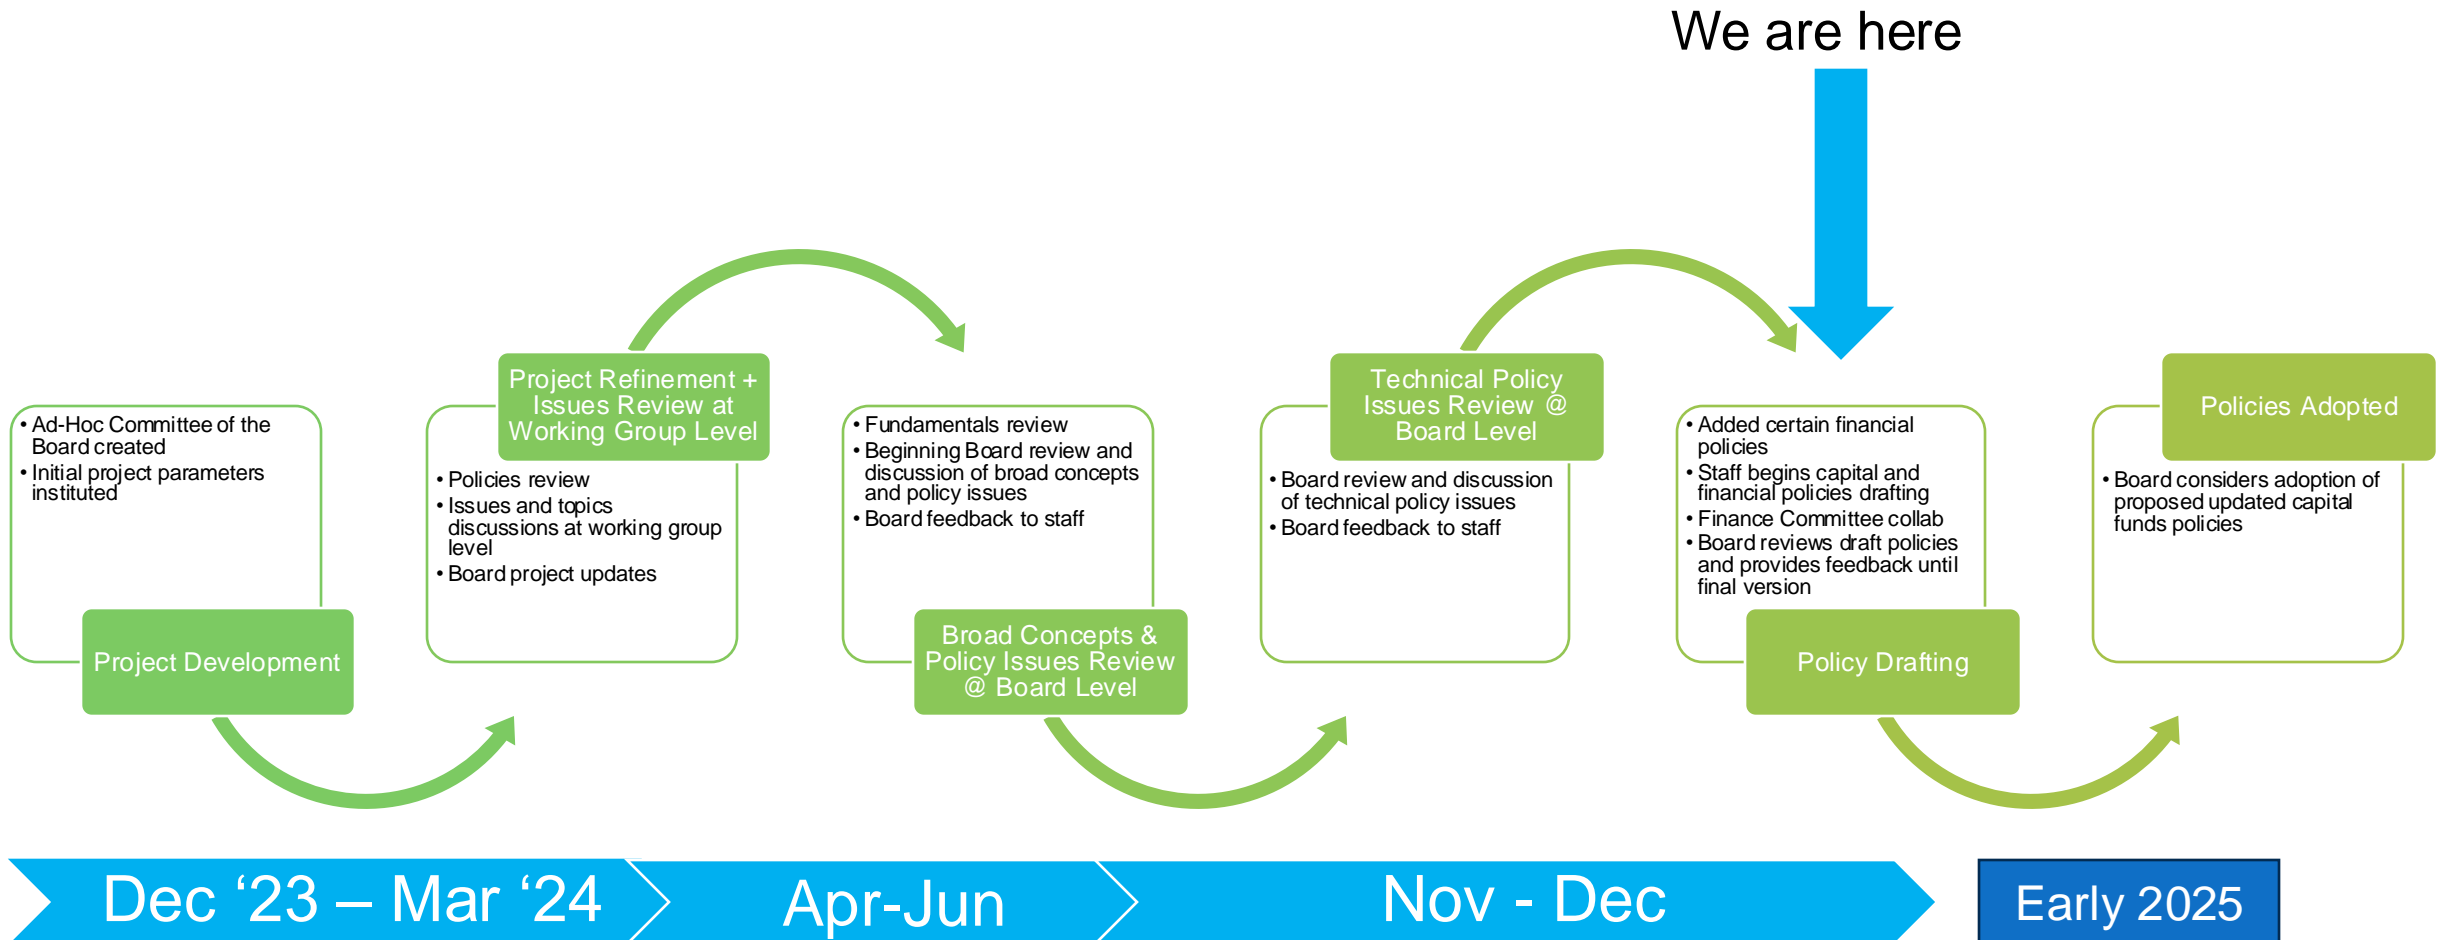 We are here
• Ad-Hoc Committee of the
Board created
• Initial project parameters
instituted
Project Development
Project Refinement +
Issues Review at
Working Group Level
• Policies review
• Issues and topics
discussions at working group
level
• Board project updates
• Fundamentals review
• Beginning Board review and
discussion of broad concepts
and policy issues
• Board feedback to staff
Broad Concepts &
Policy Issues Review
@ Board Level
Technical Policy
Issues Review @
Board Level
• Board review and discussion
of technical policy issues
• Board feedback to staff
• Added certain financial
policies
• Staff begins capital and
financial policies drafting
• Finance Committee collab
• Board reviews draft policies
and provides feedback until
final version
Policy Drafting
Policies Adopted
• Board considers adoption of
proposed updated capital
funds policies
Dec ‘23 – Mar ‘24
Apr-Jun
Nov - Dec
Early 2025